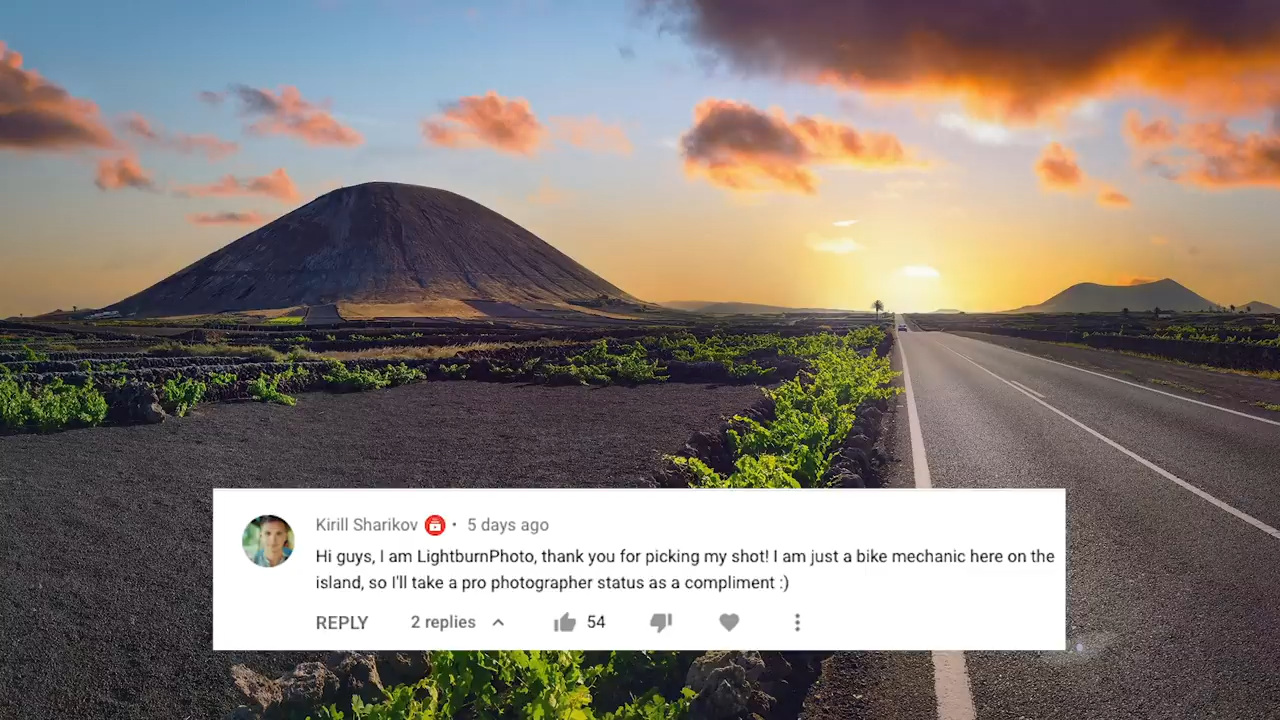 Kirill Sharikov • 5 days ago
Hi guys, I am LightburnPhoto, thank you for picking my shot! I am just a bike mechanic here on the
island, so I'll take a pro photographer status as a compliment :)
REPLY 2 replies 54